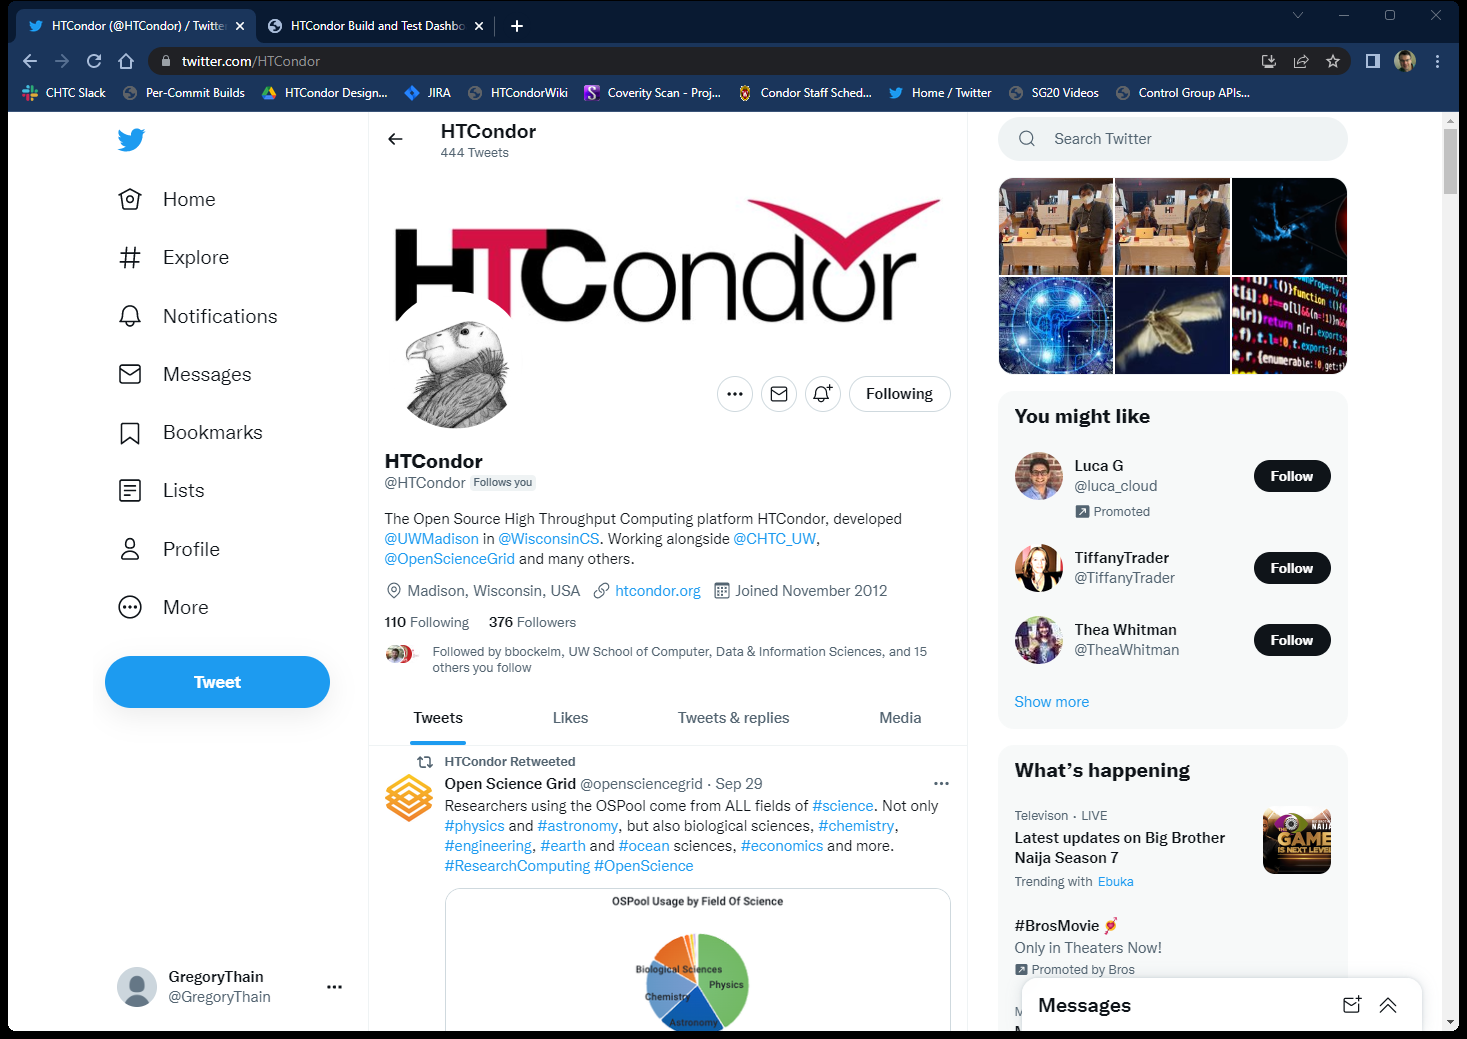 HTCondor (@HTCondor) / Twitte
HTCondor Build and Test Dashbo
twitter.com/HTCondor
CHTC Slack
Per-Commit Builds
HTCondor Design...
JIRA
HTCondorWiki
Coverity Scan - Proj...
Condor Staff Sched...
Home / Twitter
SG20 Videos
Control Group APIs...
Home
Explore
Notifications
Messages
Bookmarks
Lists
Profile
More
Tweet
GregoryThain
@GregoryThain
HTCondor
444 Tweets
HTCondor
Following
HTCondor
@HTCondor Follows you
The Open Source High Throughput Computing platform HTCondor, developed
@UWMadison in @WisconsinCS. Working alongside @CHTC_UW,
@OpenScienceGrid and many others.
Madison, Wisconsin, USA htcondor.org Joined November 2012
110 Following 376 Followers
Followed by bbockelm, UW School of Computer, Data & Information Sciences, and 15
others you follow
Tweets Likes Tweets & replies Media
HTCondor Retweeted
Open Science Grid @opensciencegrid · Sep 29
Researchers using the OSPool come from ALL fields of #science. Not only
#physics and #astronomy, but also biological sciences, #chemistry,
#engineering, #earth and #ocean sciences, #economics and more.
#ResearchComputing #OpenScience
OSPool Usage by Field Of Science
Biological Sciences
Physics
Chemistry
Astronomy
Search Twitter
You might like
Luca G
@luca_cloud
Promoted
Follow
TiffanyTrader
@TiffanyTrader
Follow
Thea Whitman
@TheaWhitman
Follow
Show more
What's happening
Televison · LIVE
Latest updates on Big Brother
Naija Season 7
Trending with Ebuka
GAME
IS NEXT LEVEL
#BrosMovie
Only in Theaters Now!
Promoted by Bros
Messages